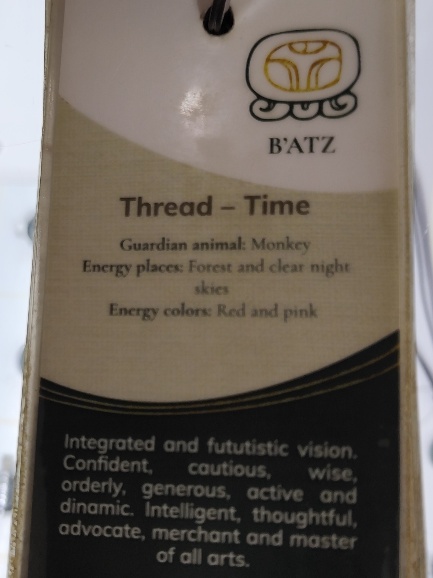 B'ATZ
Thread – Time
Guardian animal: Monkey
Energy places: Forest and clear night
skies
Energy colors: Red and pink
Integrated and fututistic vision.
Confident, cautious, wise,
orderly, generous, active and
dinamic. Intelligent, thoughtful,
advocate, merchant and master
of all arts.